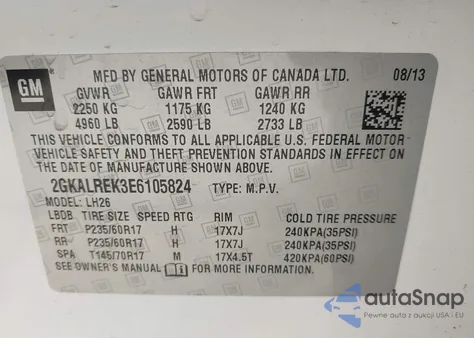 GM
MFD BY GENERAL MOTORS OF CANADA LTD. 08/13
GVWR GAWR FRT GAWR RR
2250 KG 1175 KG 1240 KG
4960 LB 2590 LB 2733 LB
THIS VEHICLE CONFORMS TO ALL APPLICABLE U.S. FEDERAL MOTOR
VEHICLE SAFETY AND THEFT PREVENTION STANDARDS IN EFFECT ON
THE DATE OF MANUFACTURE SHOWN ABOVE.
2GKALREK3E6105824 TYPE: M.P.V.
MODEL: LH26
LBDB TIRE SIZE SPEED RTG RIM COLD TIRE PRESSURE
FRT P235/60R17 H 17X7J 240KPA(35PSI)
RR P235/60R17 H 17X7J 240KPA(35PSI)
SPA T145/70R17 M 17X4.5T 420KPA(60PSI)
SEE OWNER'S MANUAL FOR MORE INFORMATION.
autoSnap
Pewne auta z aukcji USA i EU